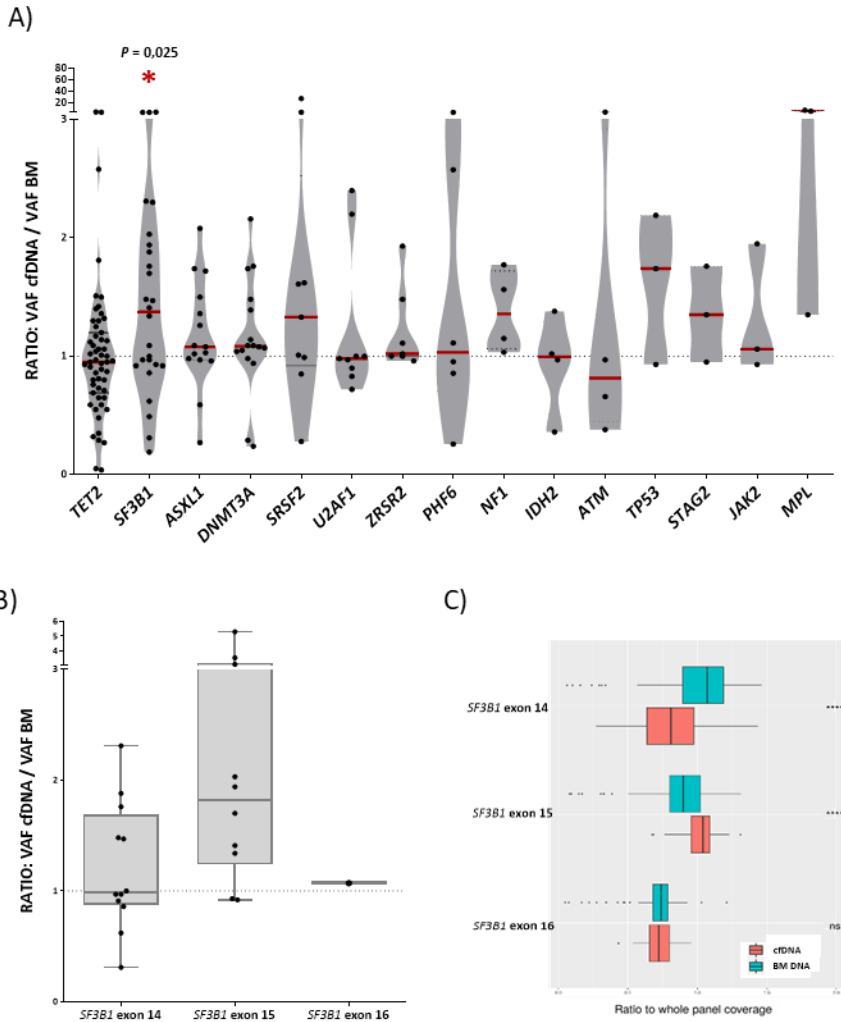 A)
P = 0,025
*
80
60
40
20
3
2
1
0
RATIO: VAF cfDNA / VAF BM
TET2
SF3B1
ASXL1
DNMT3A
SRSF2
U2AF1
ZRSR2
PHF6
NF1
IDH2
ATM
TP53
STAG2
JAK2
MPL
B)
6
5
4
3
2
1
0
RATIO: VAF cfDNA / VAF BM
SF3B1 exon 14
SF3B1 exon 15
SF3B1 exon 16
C)
SF3B1 exon 14
****
SF3B1 exon 15
****
SF3B1 exon 16
ns
cfDNA
BM DNA
Ratio to whole panel coverage